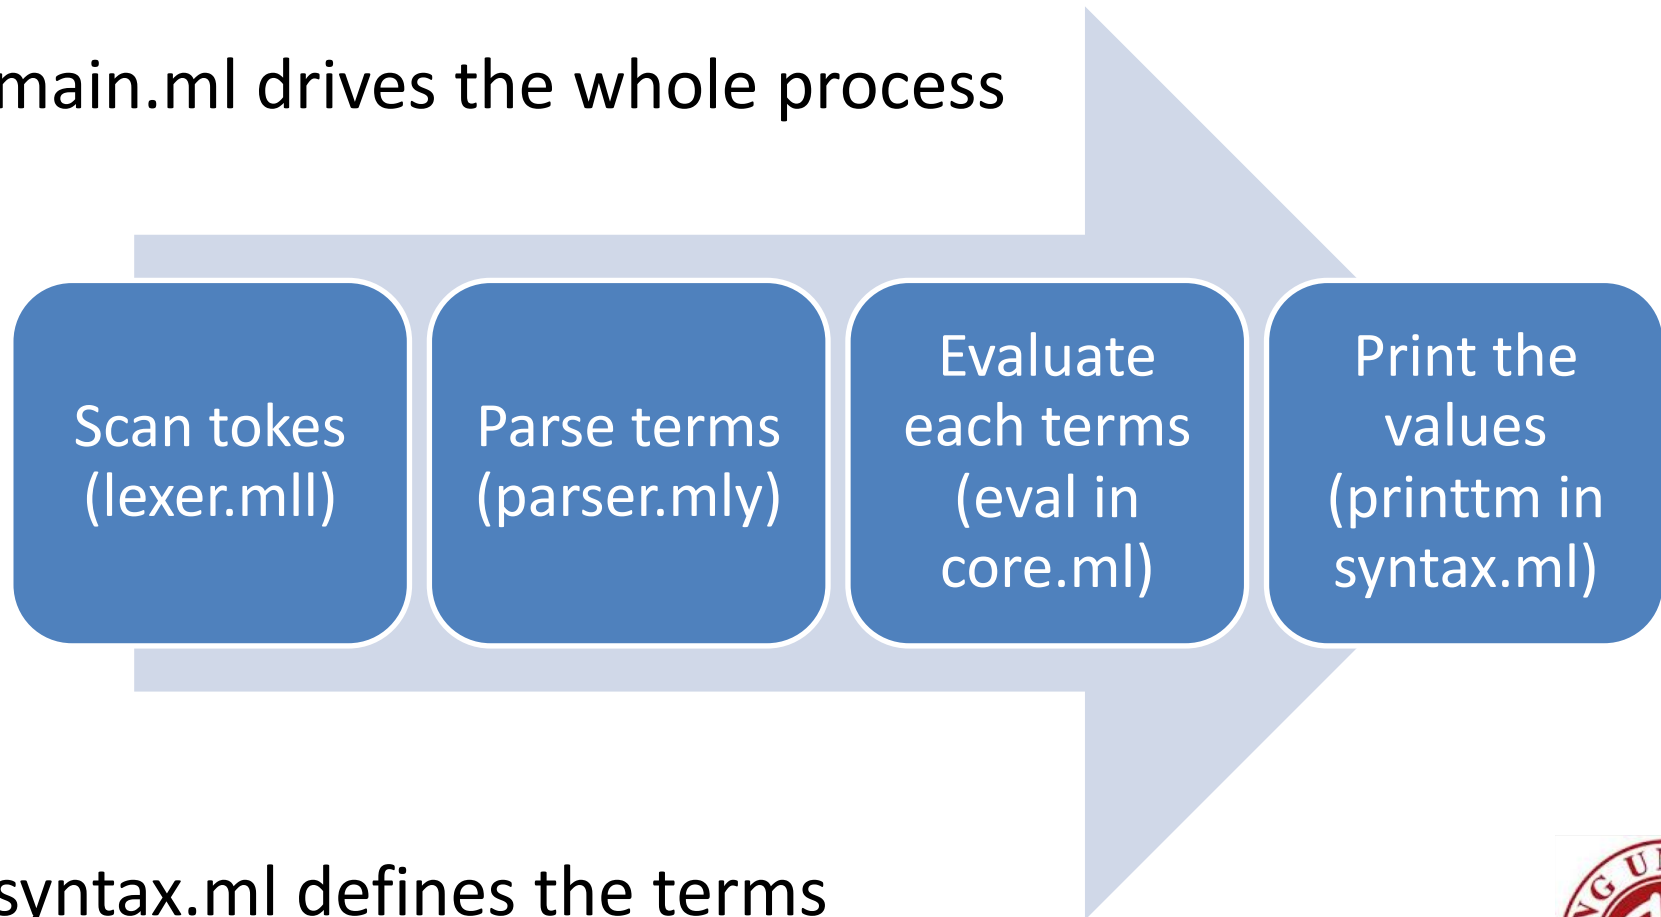 main.ml drives the whole process
Scan tokes
(lexer.mll)
Parse terms
(parser.mly)
Evaluate
each terms
(eval in
core.ml)
Print the
values
(printtm in
syntax.ml)
syntax.ml defines the terms